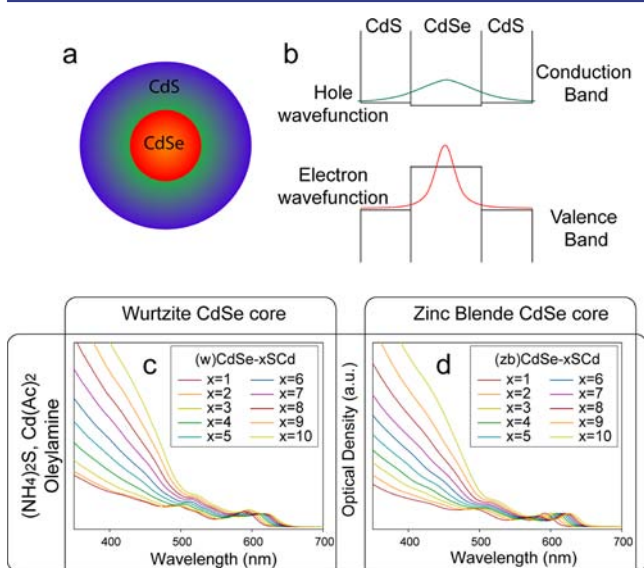 a
CdS
CdSe
b
CdS CdSe CdS
Hole
wavefunction
Conduction
Band
Electron
wavefunction
Valence
Band
Wurtzite CdSe core
Zinc Blende CdSe core
(NH4)2S, Cd(Ac)2
Oleylamine
c
(w)CdSe-xSCd
x=1 x=6
x=2 x=7
x=3 x=8
x=4 x=9
x=5 x=10
400 500 600 700
Wavelength (nm)
Optical Density (a.u.)
d
(zb)CdSe-xSCd
x=1 x=6
x=2 x=7
x=3 x=8
x=4 x=9
x=5 x=10
400 500 600 700
Wavelength (nm)